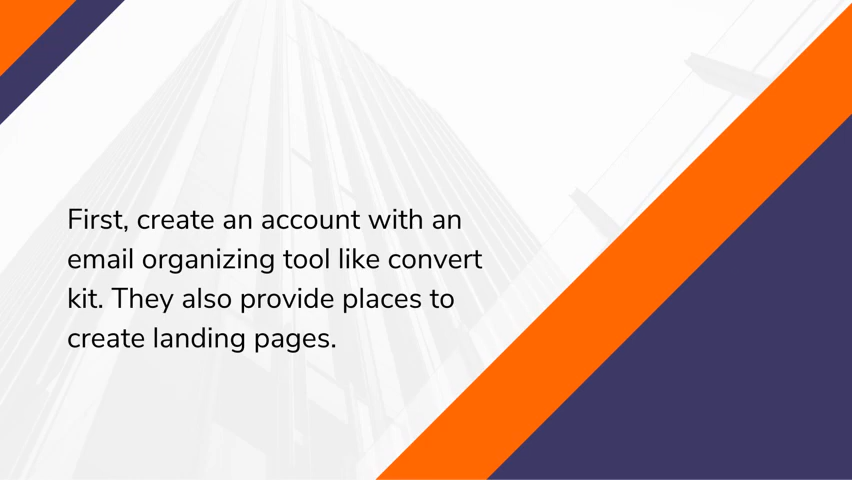 First, create an account with an
email organizing tool like convert
kit. They also provide places to
create landing pages.